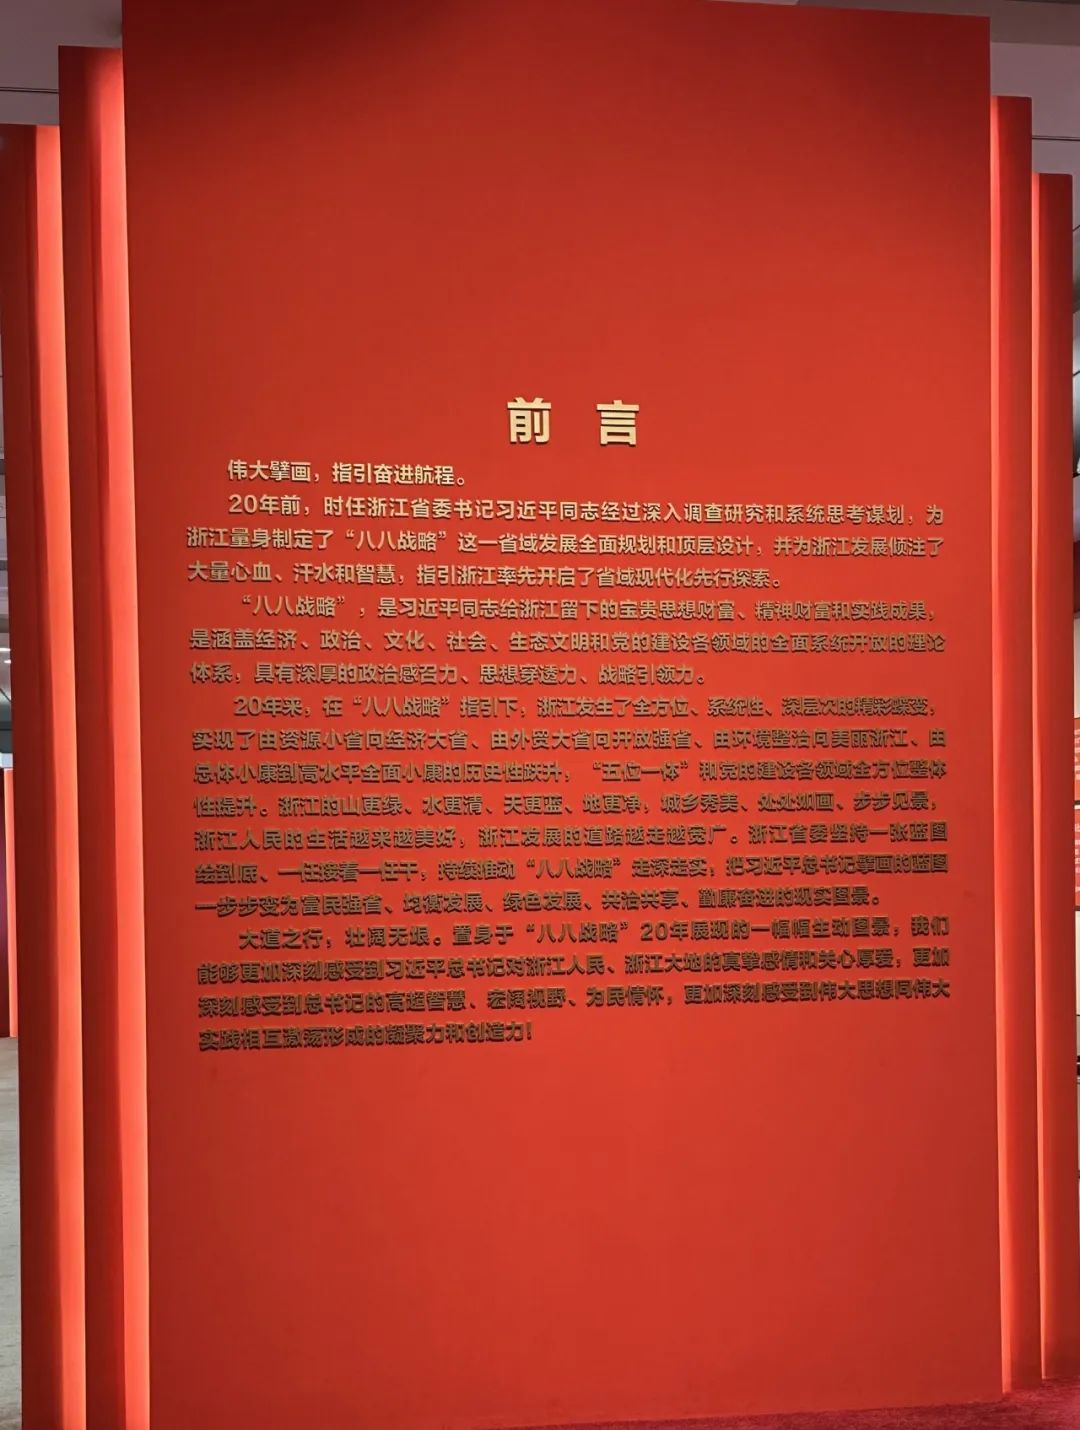 前 言
伟大擘画，指引奋进航程。
20年前，时任浙江省委书记习近平同志经过深入调查研究和系统思考谋划，为
浙江量身制定了“八八战略”这一省域发展全面规划和顶层设计，并为浙江发展倾注了
大量心血、汗水和智慧，指引浙江率先开启了省域现代化先行探索。
“八八战略”，是习近平同志给浙江留下的宝贵思想财富、精神财富和实践成果，
是涵盖经济、政治、文化、社会、生态文明和党的建设各领域的全面系统开放的理论
体系，具有深厚的政治感召力、思想穿透力、战略引领力。
20年来，在“八八战略”指引下，浙江发生了全方位、系统性、深层次的精彩蝶变，
实现了由资源小省向经济大省、由外贸大省向开放强省、由环境整治向美丽浙江、由
总体小康到高水平全面小康的历史性跃升，“五位一体”和党的建设各领域全方位整体
性提升。浙江的山更绿、水更清、天更蓝、地更净，城乡秀美、处处如画、步步见景，
浙江人民的生活越来越美好，浙江发展的道路越走越宽广。浙江省委坚持一张蓝图
绘到底、一任接着一任干，持续推动“八八战略”走深走实，把习近平总书记擘画的蓝图
一步步变为富民强省、均衡发展、绿色发展、共治共享、勤廉奋进的现实图景。
大道之行，壮阔无垠。置身于“八八战略”20年展现的一幅幅生动图景，我们
能够更加深刻感受到习近平总书记对浙江人民、浙江大地的真挚感情和关心厚爱，更加
深刻感受到总书记的高超智慧、宏阔视野、为民情怀，更加深刻感受到伟大思想同伟大
实践相互激荡形成的凝聚力和创造力！